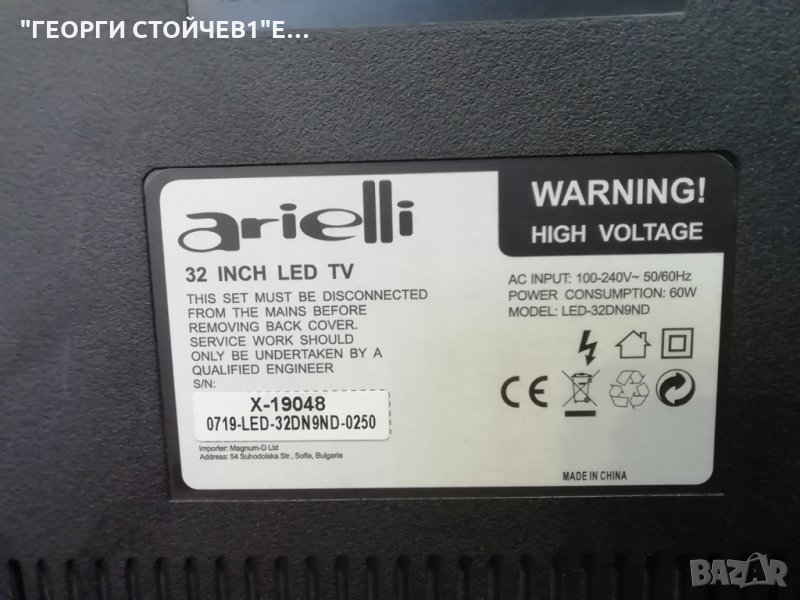 "ГЕОРГИ СТОЙЧЕВ1"Е...
arielli
32 INCH LED TV
THIS SET MUST BE DISCONNECTED
FROM THE MAINS BEFORE
REMOVING BACK COVER.
SERVICE WORK SHOULD
ONLY BE UNDERTAKEN BY A
QUALIFIED ENGINEER
S/N:
X-19048
0719-LED-32DN9ND-0250
Importer: Magnum-D Ltd
Address: 54 Suhodolska Str., Sofia, Bulgaria
WARNING!
HIGH VOLTAGE
AC INPUT: 100-240V~ 50/60Hz
POWER CONSUMPTION: 60W
MODEL: LED-32DN9ND
CE
MADE IN CHINA
BAZAR